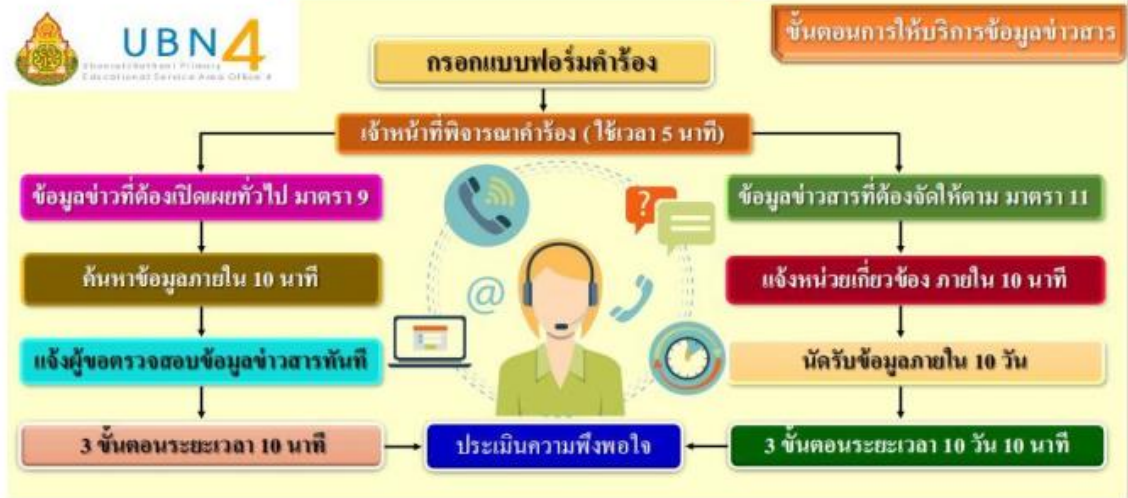 UBN4
Ubonratchathani Primary
Educational Service Area Office 4
ขั้นตอนการให้บริการข้อมูลข่าวสาร
กรอกแบบฟอร์มคำร้อง
เจ้าหน้าที่พิจารณาคำร้อง ( ใช้เวลา 5 นาที)
ข้อมูลข่าวที่ต้องเปิดเผยทั่วไป มาตรา 9
ค้นหาข้อมูลภายใน 10 นาที
แจ้งผู้ขอตรวจสอบข้อมูลข่าวสารทันที
3 ขั้นตอนระยะเวลา 10 นาที
ข้อมูลข่าวสารที่ต้องจัดให้ตาม มาตรา 11
แจ้งหน่วยเกี่ยวข้อง ภายใน 10 นาที
นัดรับข้อมูลภายใน 10 วัน
3 ขั้นตอนระยะเวลา 10 วัน 10 นาที
ประเมินความพึงพอใจ
?
@